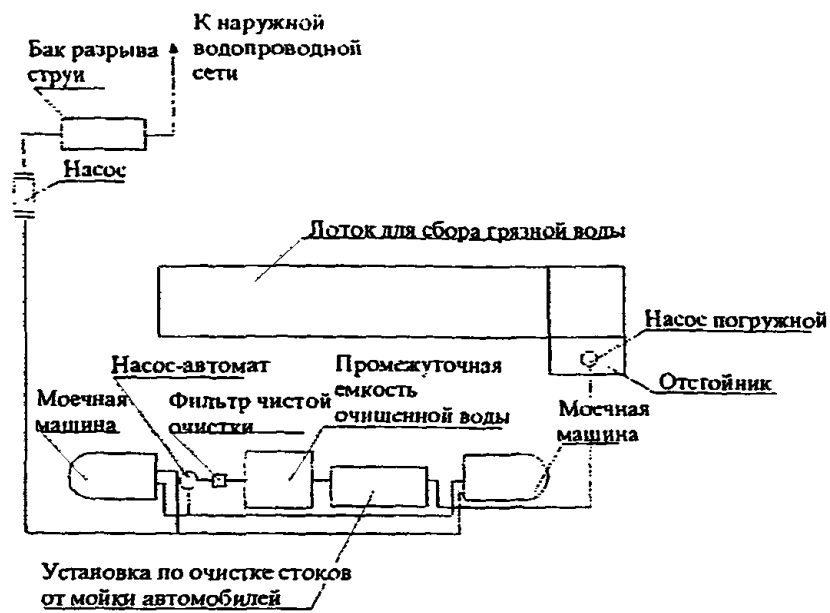 Бак разрыва
струи
К наружной
водопроводной
сети
Насос
Лоток для сбора грязной воды
Насос погружной
Отстойник
Насос-автомат
Промежуточная
емкость
очишенной воды
Моечная
машина
Фильтр чистой
очистки
Моечная
машина
Установка по очистке стоков
от мойки автомобилей